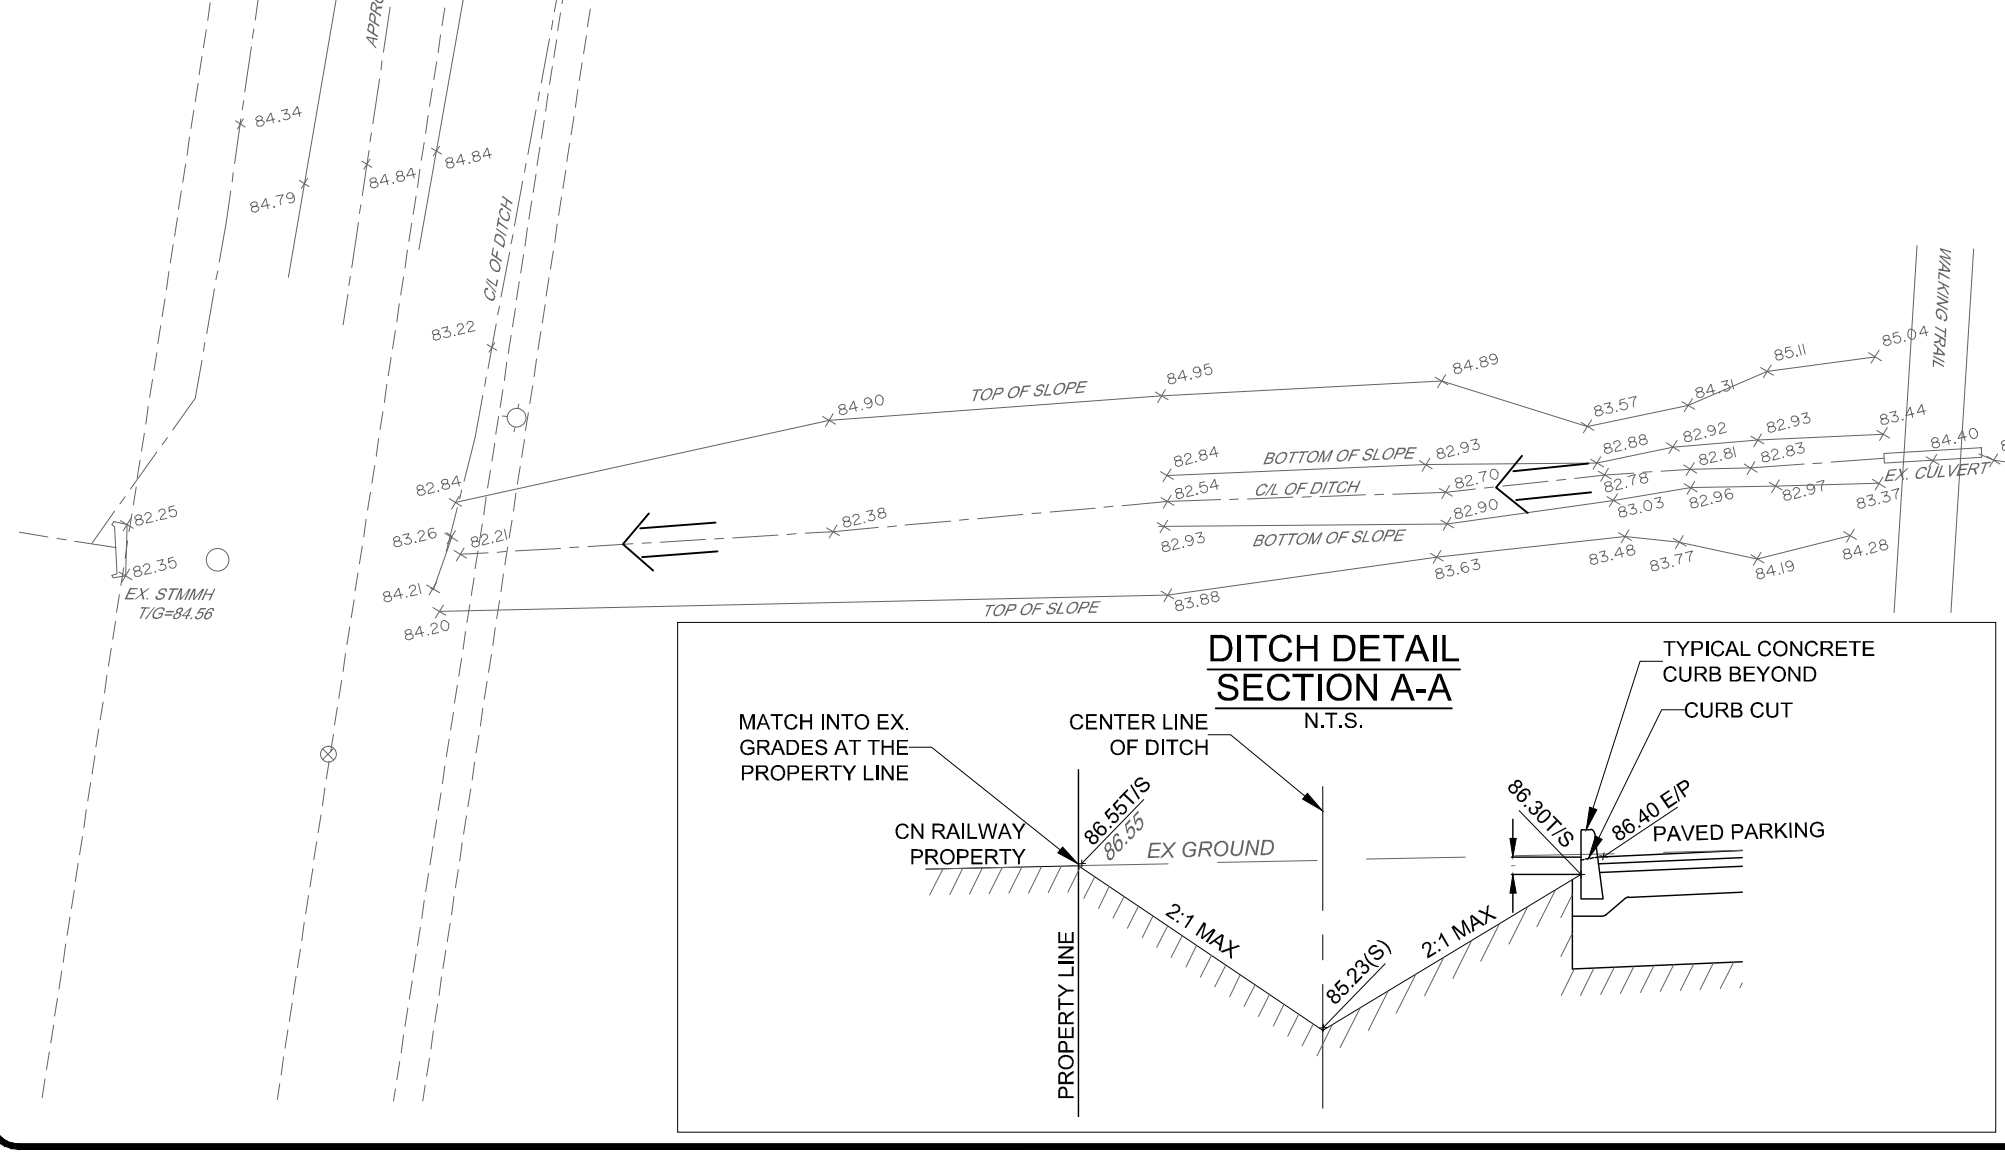 APPRO
84.34
84.84
84.84
84.79
C/L OF DITCH
83.22
WALKING TRAIL
85.04
85.11
84.89
84.95
TOP OF SLOPE
84.90
84.31
83.57
83.44
82.93
82.92
82.88
84.40
82.93
BOTTOM OF SLOPE
82.84
82.81
82.83
EX. CULVERT
82.84
82.70
82.78
C/L OF DITCH
82.54
83.37
82.97
82.96
83.03
82.90
82.25
82.38
83.26
82.21
82.93
BOTTOM OF SLOPE
84.28
83.48
83.77
84.19
82.35
83.63
EX. STMMH
T/G=84.56
84.21
84.20
TOP OF SLOPE
83.88
DITCH DETAIL
SECTION A-A
N.T.S.
TYPICAL CONCRETE
CURB BEYOND
CURB CUT
MATCH INTO EX.
GRADES AT THE
PROPERTY LINE
CENTER LINE
OF DITCH
CN RAILWAY
PROPERTY
86.55T/S
86.55
EX GROUND
86.30T/S
86.40 E/P
PAVED PARKING
2:1 MAX
2:1 MAX
85.23(S)
PROPERTY LINE